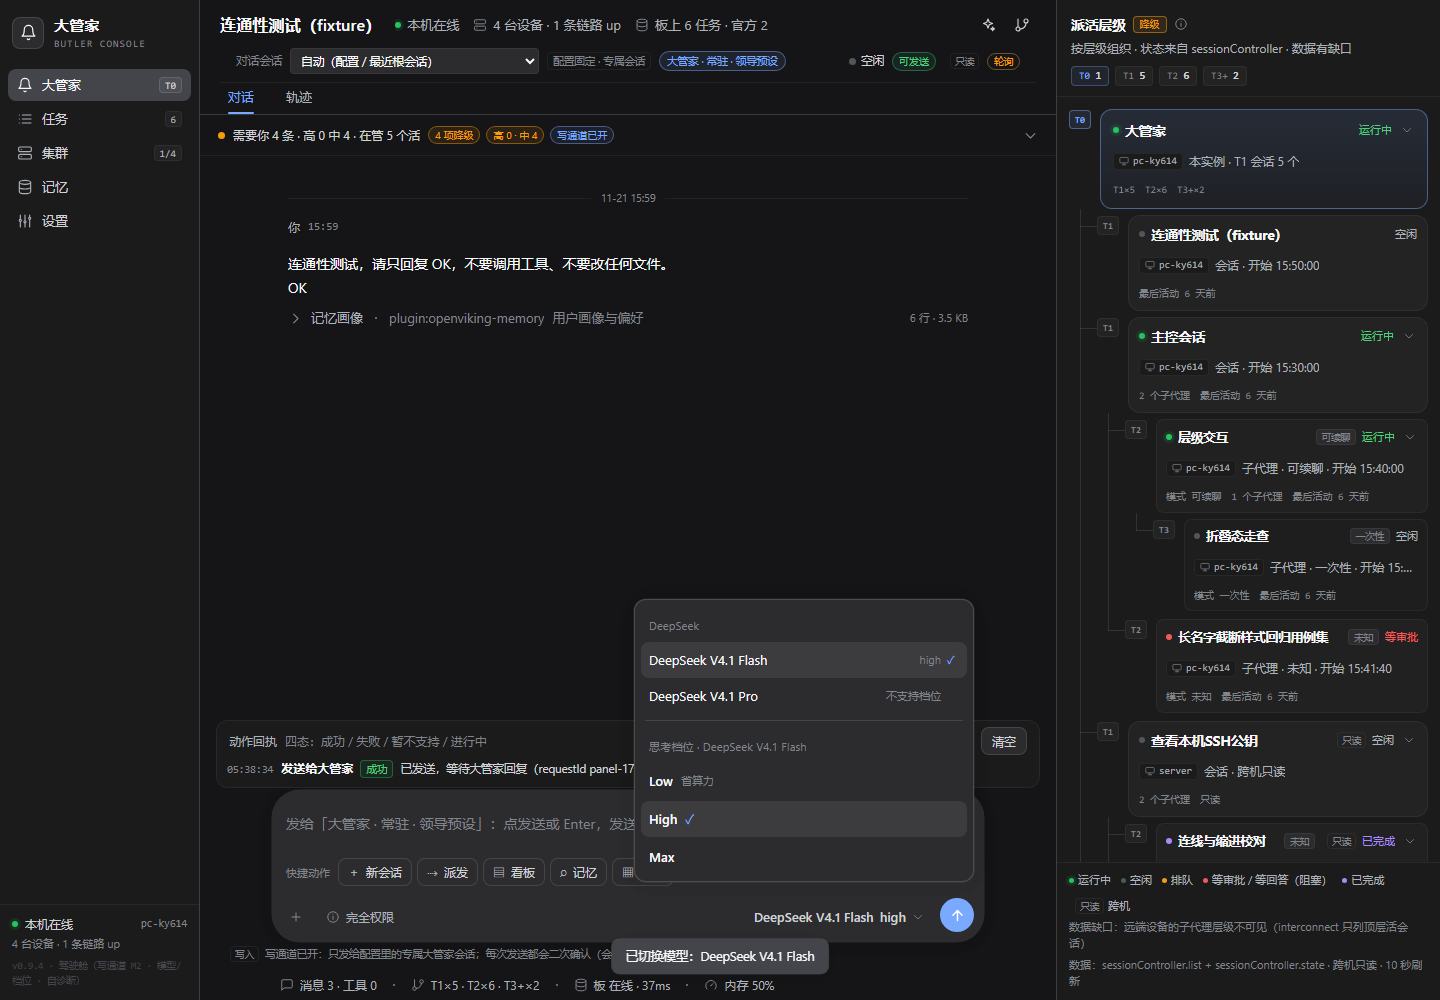 大管家
BUTLER CONSOLE
大管家 T0
任务 6
集群 1/4
记忆
设置
本机在线 pc-ky614
4 台设备 · 1 条链路 up
v0.9.4 · 驾驶舱（写通道 M2 · 模型/档位 · 自诊断）
连通性测试（fixture） 本机在线 4 台设备 · 1 条链路 up 板上 6 任务 · 官方 2
对话会话 自动（配置 / 最近根会话） 配置固定 · 专属会话 大管家 · 常驻 · 领导预设 空闲 可发送 只读 轮询
对话 轨迹
需要你 4 条 · 高 0 中 4 · 在管 5 个活 4 项降级 高 0 · 中 4 写通道已开
11-21 15:59
你 15:59
连通性测试，请只回复 OK，不要调用工具、不要改任何文件。
OK
记忆画像 · plugin:openviking-memory 用户画像与偏好 6 行 · 3.5 KB
DeepSeek
DeepSeek V4.1 Flash high ✓
DeepSeek V4.1 Pro 不支持档位
思考档位 · DeepSeek V4.1 Flash
Low 省算力
High ✓
Max
动作回执 四态：成功 / 失败 / 暂不支持 / 进行中 清空
05:38:34 发送给大管家 成功 已发送，等待大管家回复（requestId panel-17
发给「大管家 · 常驻 · 领导预设」：点发送或 Enter，发送
快捷动作 + 新会话 派发 看板 记忆
+ 完全权限 DeepSeek V4.1 Flash high
写入 写通道已开：只发给配置里的专属大管家会话；每次发送都会二次确认（会
已切换模型：DeepSeek V4.1 Flash
消息 3 · 工具 0 · T1×5 · T2×6 · T3+×2 · 板 在线 · 37ms · 内存 50%
派活层级 降级
按层级组织 · 状态来自 sessionController · 数据有缺口
T0 1 T1 5 T2 6 T3+ 2
T0 大管家 运行中
pc-ky614 本实例 · T1 会话 5 个
T1×5 T2×6 T3+×2
T1 连通性测试（fixture） 空闲
pc-ky614 会话 · 开始 15:50:00
最后活动 6 天前
T1 主控会话 运行中
pc-ky614 会话 · 开始 15:30:00
2 个子代理 最后活动 6 天前
T2 层级交互 可续聊 运行中
pc-ky614 子代理 · 可续聊 · 开始 15:40:00
模式 可续聊 1 个子代理 最后活动 6 天前
T3 折叠态走查 一次性 空闲
pc-ky614 子代理 · 一次性 · 开始 15:...
模式 一次性 最后活动 6 天前
T2 长名字截断样式回归用例集 未知 等审批
pc-ky614 子代理 · 未知 · 开始 15:41:40
模式 未知 最后活动 6 天前
T1 查看本机SSH公钥 只读 空闲
server 会话 · 跨机只读
2 个子代理 只读
T2 连线与缩进校对 未知 只读 已完成
运行中 空闲 排队 等审批 / 等回答（阻塞） 已完成
只读 跨机
数据缺口：远端设备的子代理层级不可见（interconnect 只列顶层活会话）
数据：sessionController.list + sessionController.state · 跨机只读 · 10 秒刷新